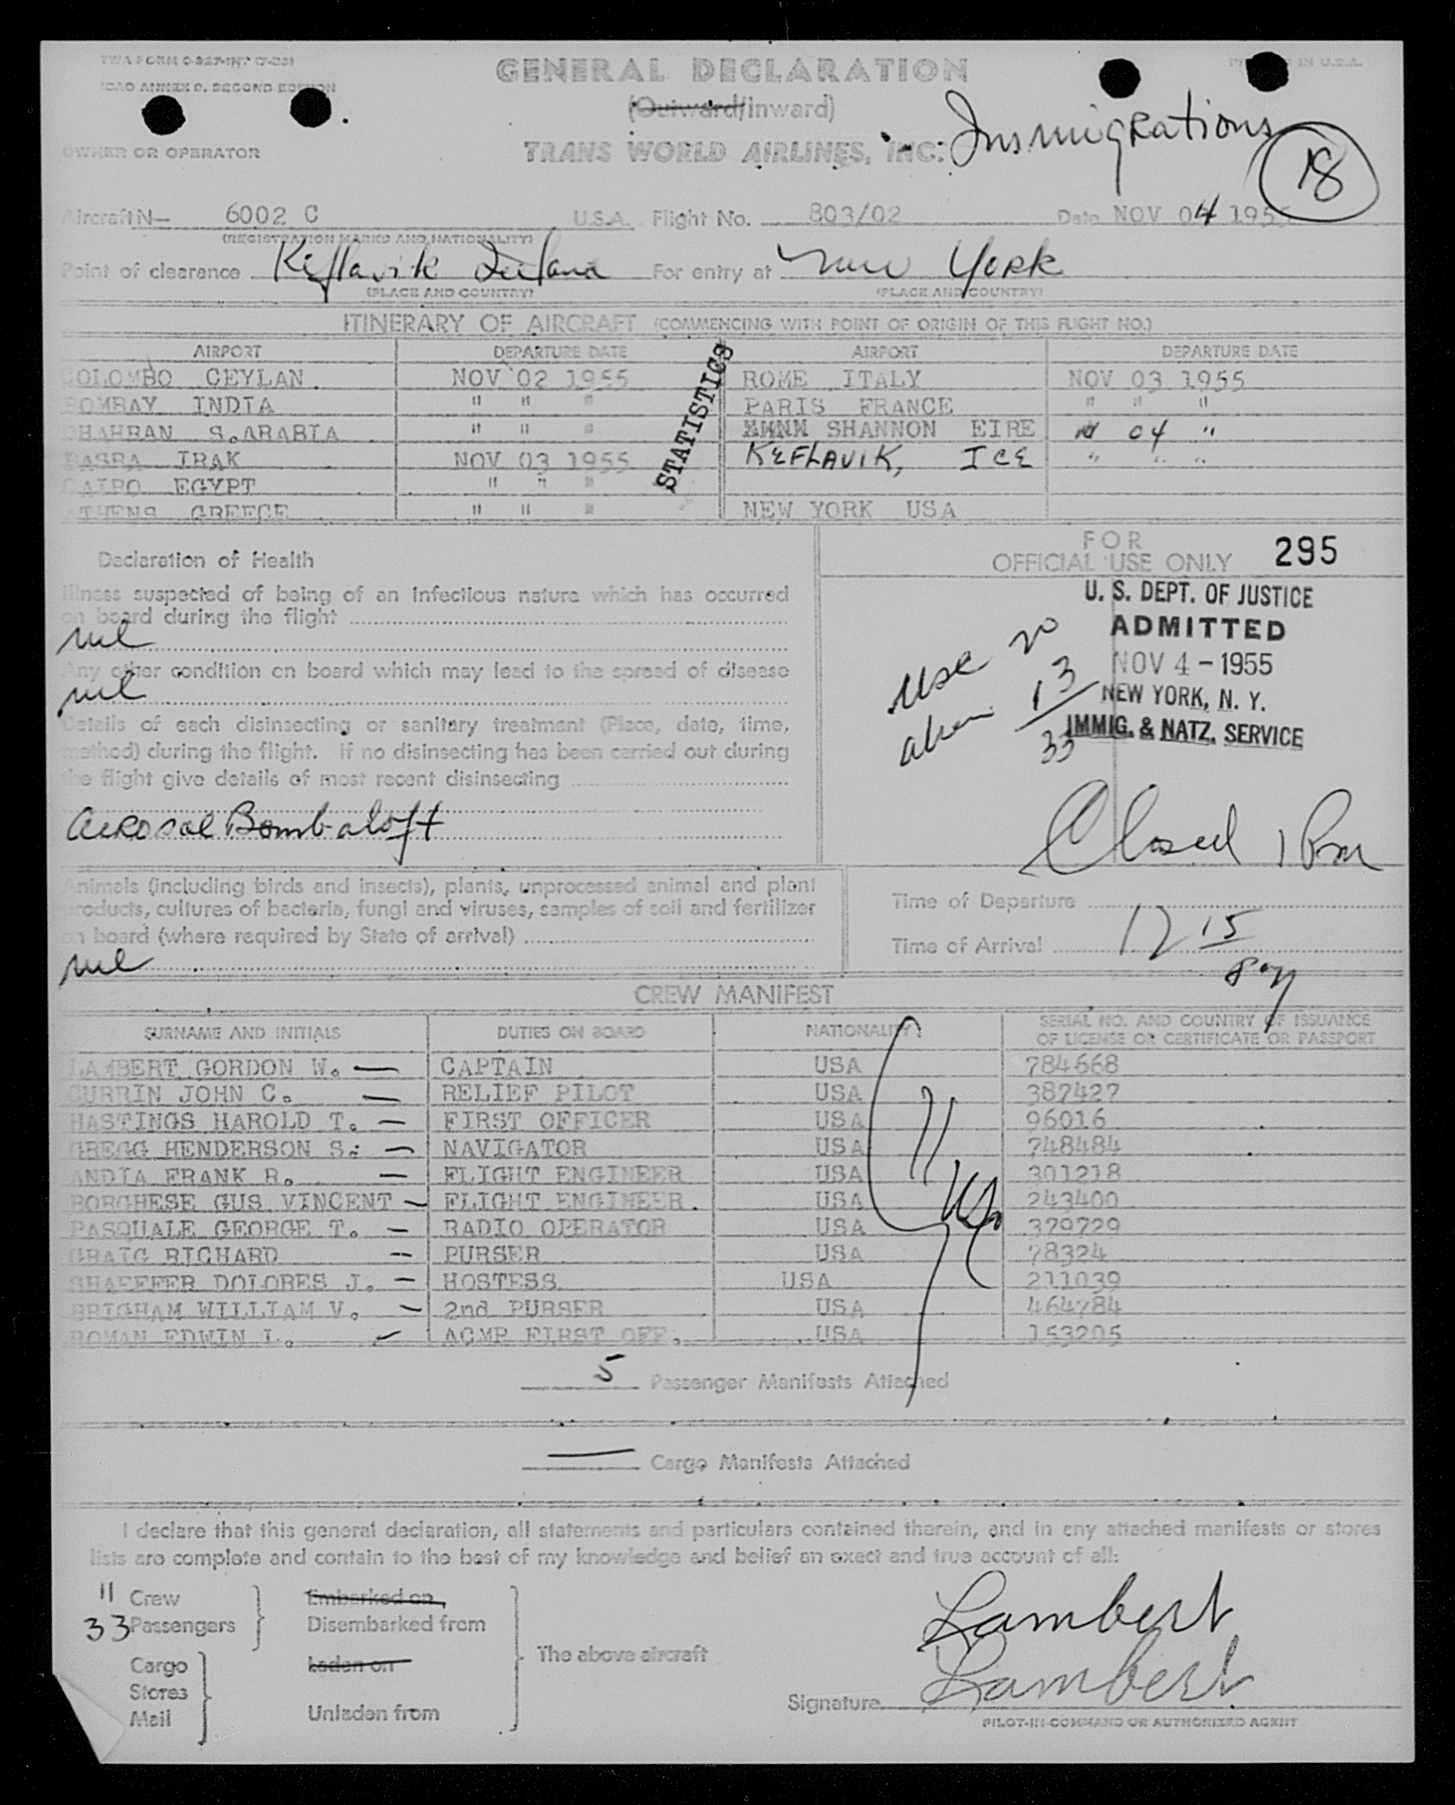 TWA FORM
ICAO ANNEX 9, SECOND EDITION
IN U.S.A.
GENERAL DECLARATION
(Outward/Inward)
OWNER OR OPERATOR
TRANS WORLD AIRLINES, INC.
Immigrations
18
Aircraft N— 6002 C U.S.A. Flight No. 803/02 Date NOV 04 1955
(REGISTRATION MARKS AND NATIONALITY)
Point of clearance Keflavik Iceland For entry at New York
(PLACE AND COUNTRY) (PLACE AND COUNTRY)
ITINERARY OF AIRCRAFT (COMMENCING WITH POINT OF ORIGIN OF THIS FLIGHT NO.)
AIRPORT DEPARTURE DATE AIRPORT DEPARTURE DATE
COLOMBO CEYLAN NOV 02 1955 ROME ITALY NOV 03 1955
BOMBAY INDIA " " " PARIS FRANCE " " "
DHAHRAN S.ARABIA " " " SHANNON EIRE 04 "
BASRA IRAK NOV 03 1955 KEFLAVIK, ICE " " "
CAIRO EGYPT " " "
ATHENS GREECE " " " NEW YORK USA
STATISTICS
Declaration of Health
Illness suspected of being of an infectious nature which has occurred
on board during the flight
nil
Any other condition on board which may lead to the spread of disease
nil
Details of each disinsecting or sanitary treatment (Place, date, time,
method) during the flight. If no disinsecting has been carried out during
the flight give details of most recent disinsecting
Aerosol Bomb aloft
FOR
OFFICIAL USE ONLY 295
U. S. DEPT. OF JUSTICE
ADMITTED
NOV 4 - 1955
NEW YORK, N. Y.
IMMIG. & NATZ. SERVICE
usc 20
alien 13
33
Closed 1 Pm
Animals (including birds and insects), plants, unprocessed animal and plant
products, cultures of bacteria, fungi and viruses, samples of soil and fertilizer
on board (where required by State of arrival)
nil
Time of Departure
Time of Arrival 12 15
CREW MANIFEST
SURNAME AND INITIALS DUTIES ON BOARD NATIONALITY SERIAL NO. AND COUNTRY OF ISSUANCE
OF LICENSE OR CERTIFICATE OR PASSPORT
LAMBERT GORDON W. — CAPTAIN USA 784668
CURRIN JOHN C. — RELIEF PILOT USA 387427
HASTINGS HAROLD T. — FIRST OFFICER USA 96016
GREGG HENDERSON S. — NAVIGATOR USA 748484
ANDIA FRANK R. — FLIGHT ENGINEER USA 301218
BORGHESE GUS VINCENT — FLIGHT ENGINEER USA 243400
PASQUALE GEORGE T. — RADIO OPERATOR USA 379729
CRAIG RICHARD — PURSER USA 78324
SHAEFFER DOLORES J. — HOSTESS USA 211039
BRIGHAM WILLIAM V. — 2nd PURSER USA 464784
ROMAN EDWIN L. — ACMP FIRST OFF. USA 153205
5 Passenger Manifests Attached
— Cargo Manifests Attached
I declare that this general declaration, all statements and particulars contained therein, and in any attached manifests or stores
lists are complete and contain to the best of my knowledge and belief an exact and true account of all:
11 Crew Embarked on
33 Passengers Disembarked from
The above aircraft
Cargo Laden on
Stores
Mail Unladen from
Lambert
Signature Lambert
PILOT-IN-COMMAND OR AUTHORIZED AGENT